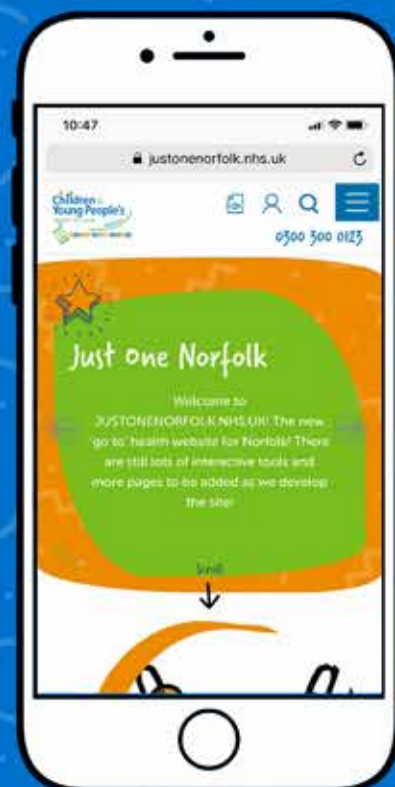 10:47
justonenorfolk.nhs.uk
Children &
Young People's
0300 300 0123
Just One Norfolk
Welcome to
JUSTONENORFOLK.NHS.UK! The new
'go to' health website for Norfolk! There
are still lots of interactive tools and
more pages to be added as we develop
the site!
Scroll